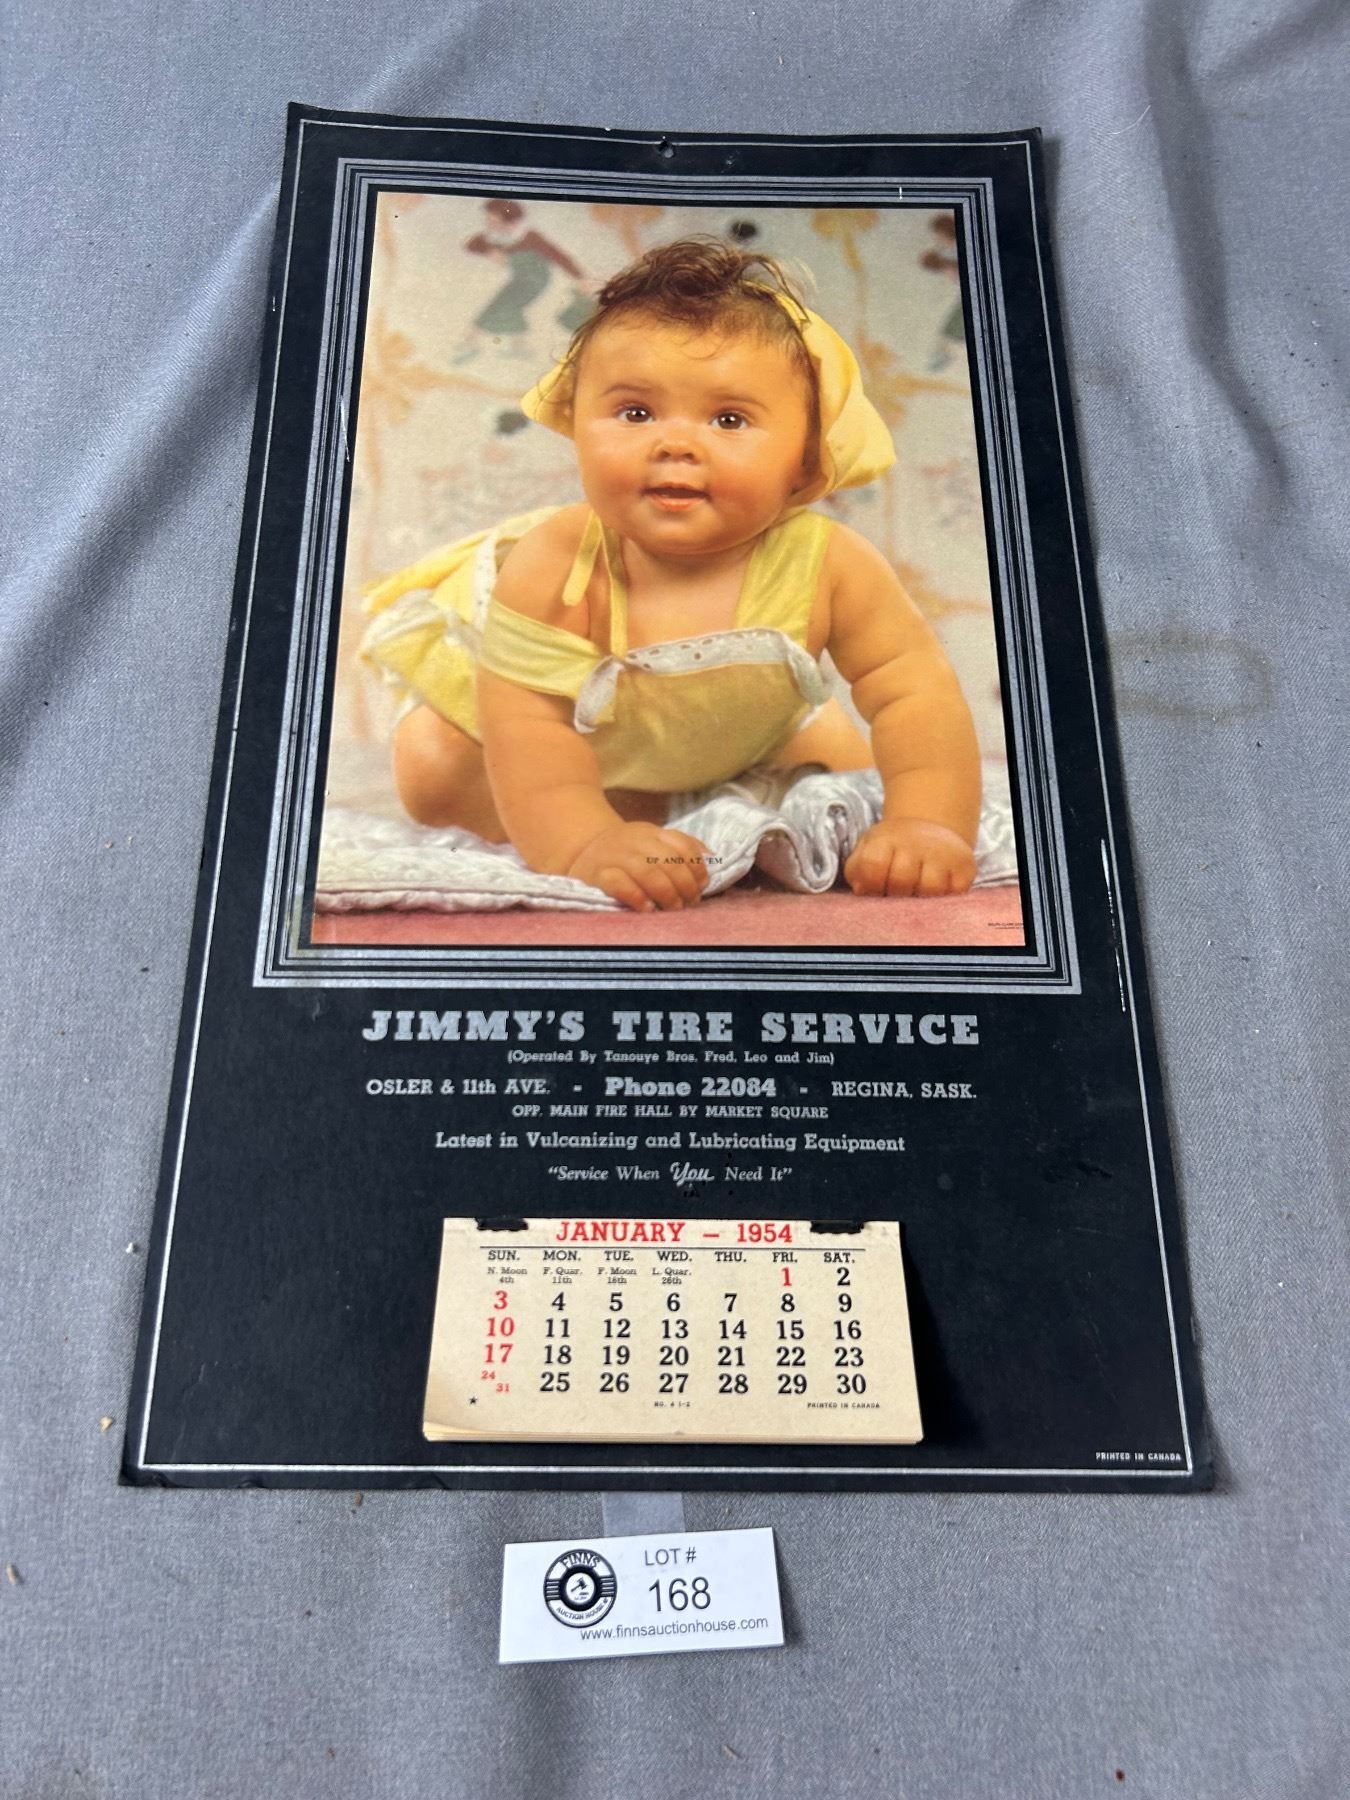 UP AND AT 'EM
JIMMY'S TIRE SERVICE
(Operated By Tanouye Bros. Fred, Leo and Jim)
OSLER & 11th AVE. - Phone 22084 - REGINA, SASK.
OPP. MAIN FIRE HALL BY MARKET SQUARE
Latest in Vulcanizing and Lubricating Equipment
"Service When You Need It"
JANUARY – 1954
SUN. MON. TUE. WED. THU. FRI. SAT.
N. Moon 4th F. Quar. 11th F. Moon 18th L. Quar. 26th 1 2
3 4 5 6 7 8 9
10 11 12 13 14 15 16
17 18 19 20 21 22 23
24 31 25 26 27 28 29 30
PRINTED IN CANADA
PRINTED IN CANADA
FINNS
AUCTION HOUSE
LOT #
168
www.finnsauctionhouse.com